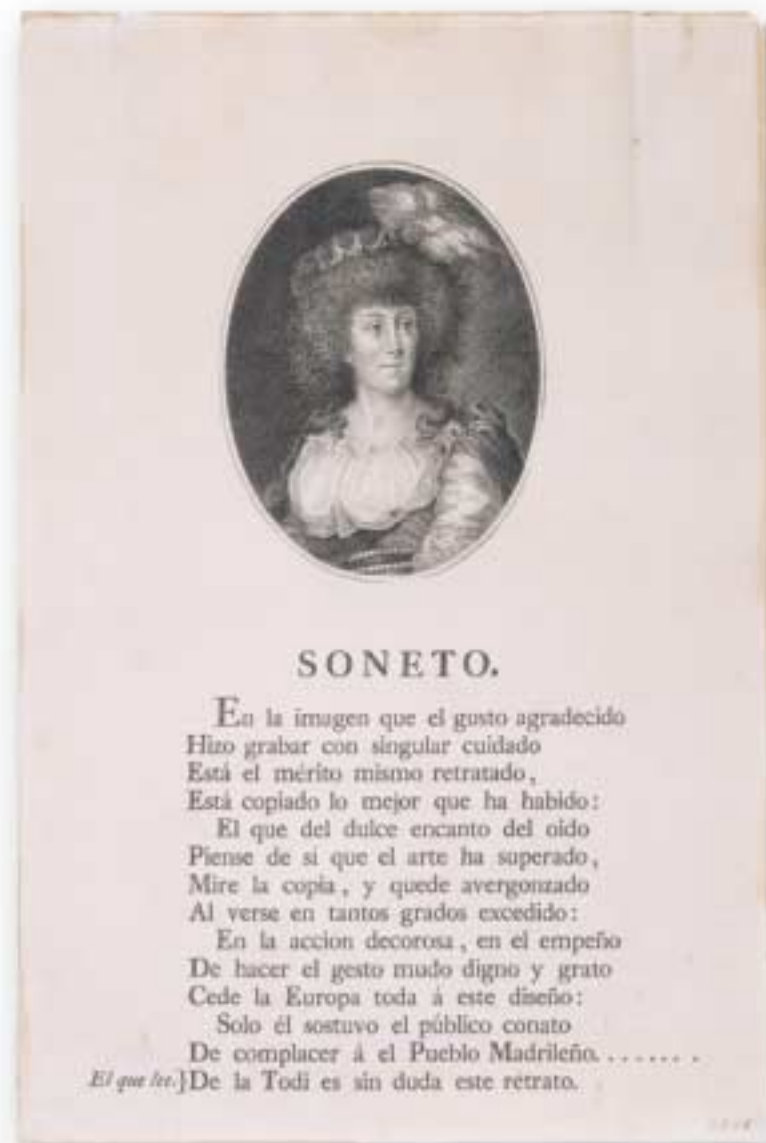 SONETO.
En la imagen que el gusto agradecido
Hizo grabar con singular cuidado
Está el mérito mismo retratado,
Está copiado lo mejor que ha habido:
El que del dulce encanto del oido
Piense de sí que el arte ha superado,
Mire la copia, y quede avergonzado
Al verse en tantos grados excedido:
En la accion decorosa, en el empeño
De hacer el gesto mudo digno y grato
Cede la Europa toda á este diseño:
Solo él sostuvo el público conato
De complacer á el Pueblo Madrileño.......
El que lee.}De la Todi es sin duda este retrato.